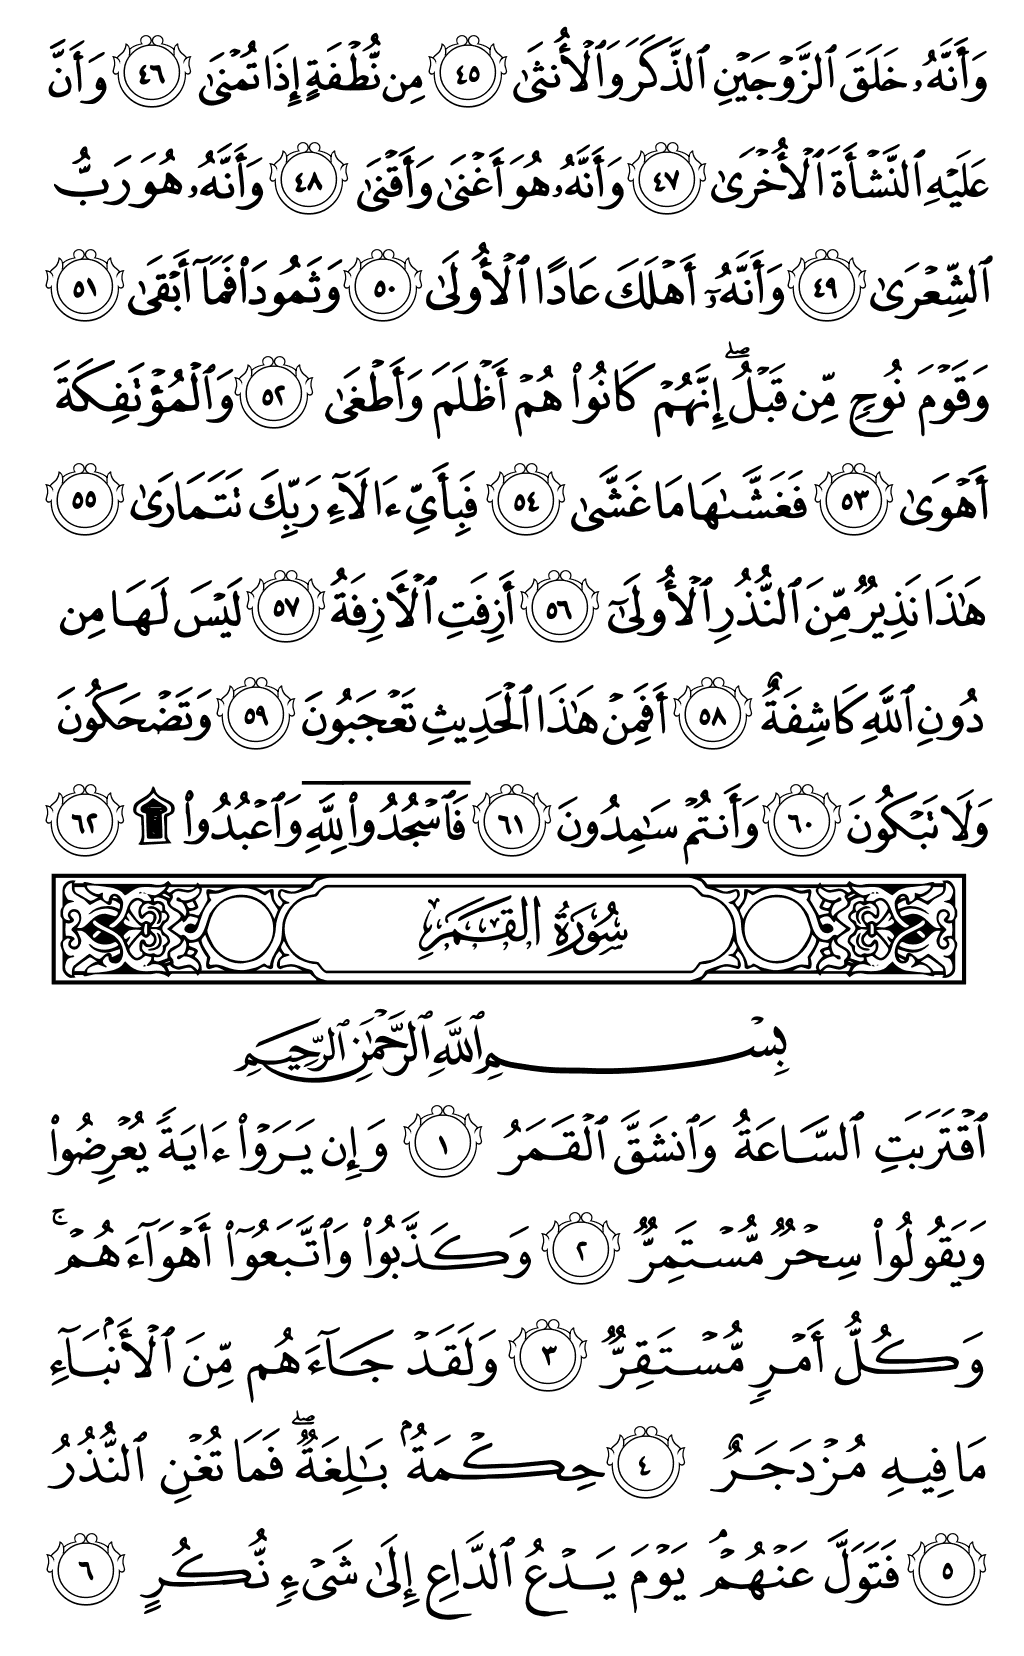 وَأَنَّهُۥ خَلَقَ ٱلزَّوۡجَيۡنِ ٱلذَّكَرَ وَٱلۡأُنثَىٰ ٤٥ مِن نُّطۡفَةٍ إِذَا تُمۡنَىٰ ٤٦ وَأَنَّ
عَلَيۡهِ ٱلنَّشۡأَةَ ٱلۡأُخۡرَىٰ ٤٧ وَأَنَّهُۥ هُوَ أَغۡنَىٰ وَأَقۡنَىٰ ٤٨ وَأَنَّهُۥ هُوَ رَبُّ
ٱلشِّعۡرَىٰ ٤٩ وَأَنَّهُۥٓ أَهۡلَكَ عَادًا ٱلۡأُولَىٰ ٥٠ وَثَمُودَاْ فَمَآ أَبۡقَىٰ ٥١
وَقَوۡمَ نُوحٖ مِّن قَبۡلُۖ إِنَّهُمۡ كَانُواْ هُمۡ أَظۡلَمَ وَأَطۡغَىٰ ٥٢ وَٱلۡمُؤۡتَفِكَةَ
أَهۡوَىٰ ٥٣ فَغَشَّىٰهَا مَا غَشَّىٰ ٥٤ فَبِأَيِّ ءَالَآءِ رَبِّكَ تَتَمَارَىٰ ٥٥
هَٰذَا نَذِيرٞ مِّنَ ٱلنُّذُرِ ٱلۡأُولَىٰٓ ٥٦ أَزِفَتِ ٱلۡأٓزِفَةُ ٥٧ لَيۡسَ لَهَا مِن
دُونِ ٱللَّهِ كَاشِفَةٌ ٥٨ أَفَمِنۡ هَٰذَا ٱلۡحَدِيثِ تَعۡجَبُونَ ٥٩ وَتَضۡحَكُونَ
وَلَا تَبۡكُونَ ٦٠ وَأَنتُمۡ سَٰمِدُونَ ٦١ فَٱسۡجُدُواْۤ لِلَّهِۤ وَٱعۡبُدُواْ ۩ ٦٢
سُورَةُ القَمَرِ
بِسۡمِ ٱللَّهِ ٱلرَّحۡمَٰنِ ٱلرَّحِيمِ
ٱقۡتَرَبَتِ ٱلسَّاعَةُ وَٱنشَقَّ ٱلۡقَمَرُ ١ وَإِن يَرَوۡاْ ءَايَةٗ يُعۡرِضُواْ
وَيَقُولُواْ سِحۡرٞ مُّسۡتَمِرّٞ ٢ وَكَذَّبُواْ وَٱتَّبَعُوٓاْ أَهۡوَآءَهُمۡۚ
وَكُلُّ أَمۡرٖ مُّسۡتَقِرّٞ ٣ وَلَقَدۡ جَآءَهُم مِّنَ ٱلۡأَنۢبَآءِ
مَا فِيهِ مُزۡدَجَرٌ ٤ حِكۡمَةُۢ بَٰلِغَةٞۖ فَمَا تُغۡنِ ٱلنُّذُرُ
٥ فَتَوَلَّ عَنۡهُمۡۘ يَوۡمَ يَدۡعُ ٱلدَّاعِ إِلَىٰ شَيۡءٖ نُّكُرٍ ٦